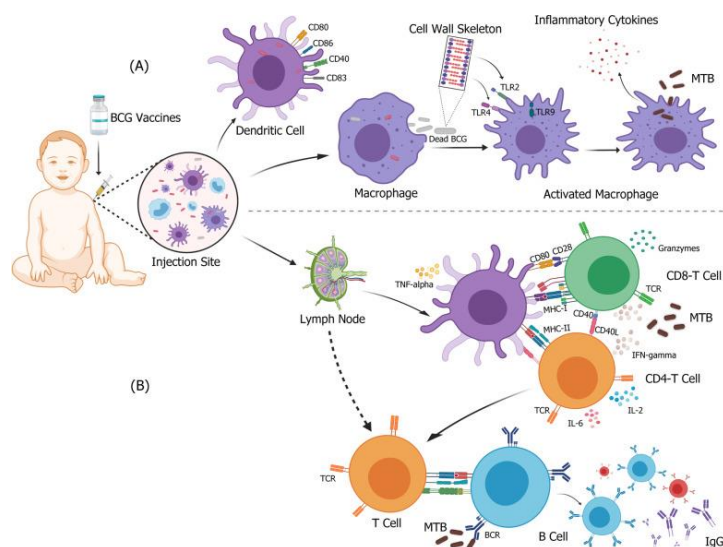 (A)
BCG Vaccines
Injection Site
CD80
CD86
CD40
CD83
Dendritic Cell
Cell Wall Skeleton
Inflammatory Cytokines
MTB
TLR2
TLR4
TLR9
Dead BCG
Macrophage
Activated Macrophage
(B)
Lymph Node
TNF-alpha
CD80
CD28
Granzymes
CD8-T Cell
TCR
MHC-I
CD40
MTB
MHC-II
CD40L
IFN-gamma
CD4-T Cell
TCR
IL-2
IL-6
TCR
T Cell
MTB
BCR
B Cell
IgG